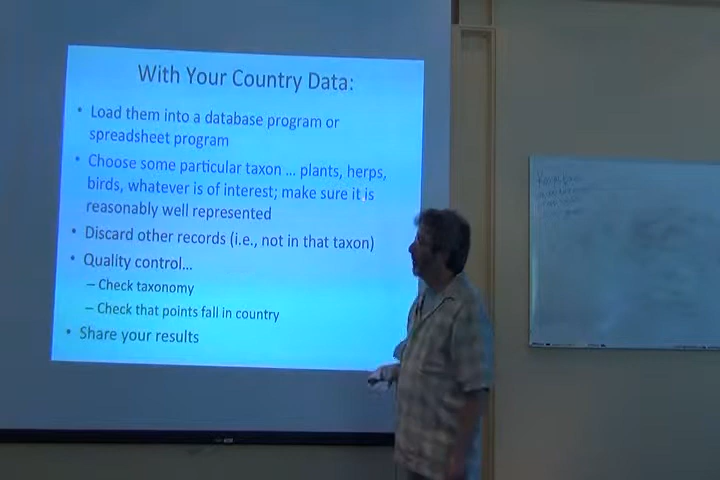 With Your Country Data:
• Load them into a database program or
spreadsheet program
• Choose some particular taxon ... plants, herps,
birds, whatever is of interest; make sure it is
reasonably well represented
• Discard other records (i.e., not in that taxon)
• Quality control...
– Check taxonomy
– Check that points fall in country
• Share your results